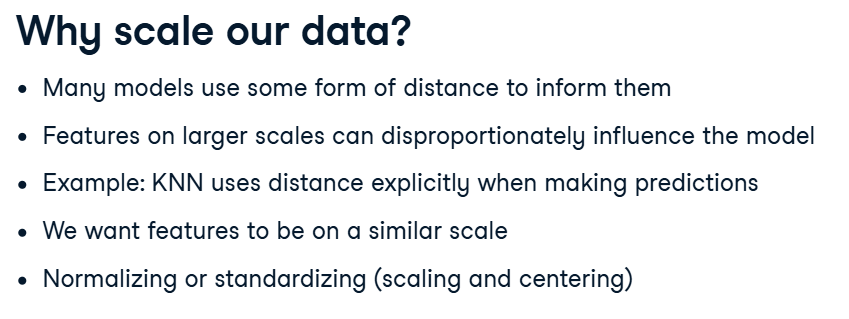 Why scale our data?
• Many models use some form of distance to inform them
• Features on larger scales can disproportionately influence the model
• Example: KNN uses distance explicitly when making predictions
• We want features to be on a similar scale
• Normalizing or standardizing (scaling and centering)